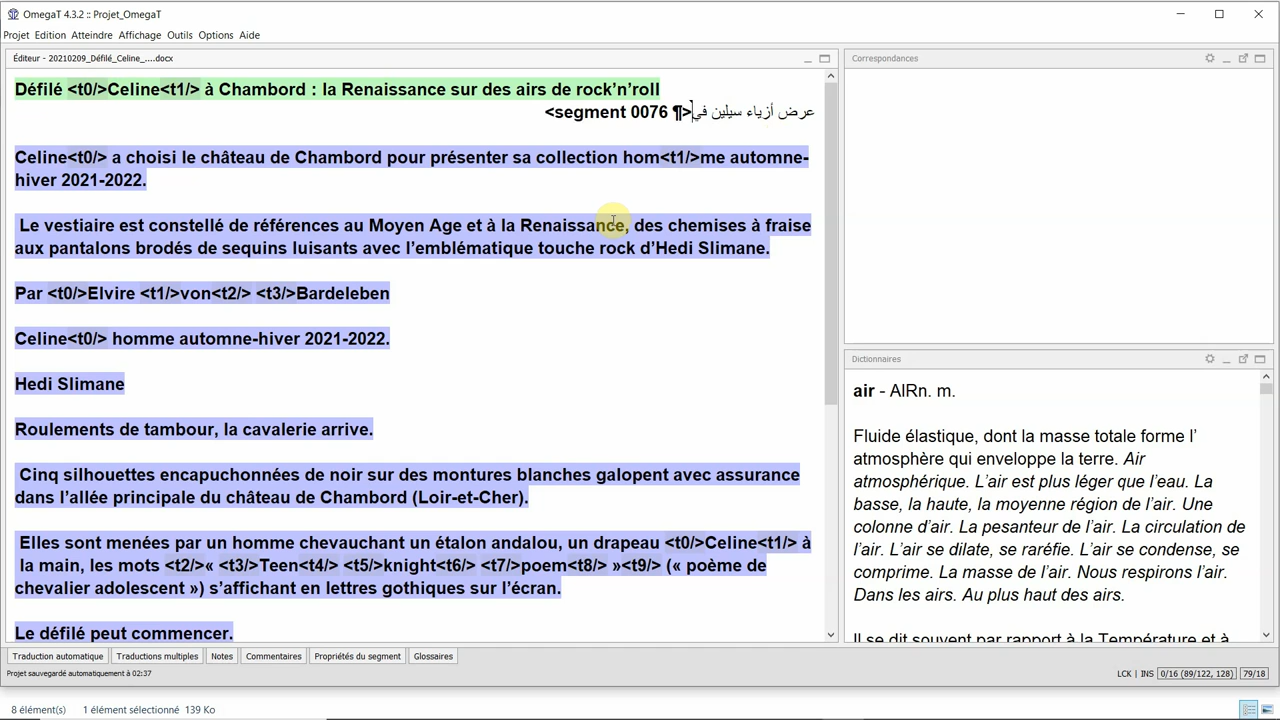 OmegaT 4.3.2 :: Projet_OmegaT
Projet Edition Atteindre Affichage Outils Options Aide
Éditeur - 20210209_Défilé_Celine_....docx
Défilé <t0/>Celine<t1/> à Chambord : la Renaissance sur des airs de rock’n’roll
عرض أزياء سيلين في<segment 0076 ¶>
Celine<t0/> a choisi le château de Chambord pour présenter sa collection hom<t1/>me automne-
hiver 2021-2022.
Le vestiaire est constellé de références au Moyen Age et à la Renaissance, des chemises à fraise
aux pantalons brodés de sequins luisants avec l’emblématique touche rock d’Hedi Slimane.
Par <t0/>Elvire <t1/>von<t2/> <t3/>Bardeleben
Celine<t0/> homme automne-hiver 2021-2022.
Hedi Slimane
Roulements de tambour, la cavalerie arrive.
Cinq silhouettes encapuchonnées de noir sur des montures blanches galopent avec assurance
dans l’allée principale du château de Chambord (Loir-et-Cher).
Elles sont menées par un homme chevauchant un étalon andalou, un drapeau <t0/>Celine<t1/> à
la main, les mots <t2/>« <t3/>Teen<t4/> <t5/>knight<t6/> <t7/>poem<t8/> »<t9/> (« poème de
chevalier adolescent ») s’affichant en lettres gothiques sur l’écran.
Le défilé peut commencer.
Correspondances
Dictionnaires
air - AIRn. m.
Fluide élastique, dont la masse totale forme l’
atmosphère qui enveloppe la terre. Air
atmosphérique. L’air est plus léger que l’eau. La
basse, la haute, la moyenne région de l’air. Une
colonne d’air. La pesanteur de l’air. La circulation de
l’air. L’air se dilate, se raréfie. L’air se condense, se
comprime. La masse de l’air. Nous respirons l’air.
Dans les airs. Au plus haut des airs.
Il se dit souvent par rapport à la Température et à
Traduction automatique Traductions multiples Notes Commentaires Propriétés du segment Glossaires
Projet sauvegardé automatiquement à 02:37
LCK | INS 0/16 (89/122, 128) 79/18
8 élément(s) 1 élément sélectionné 139 Ko